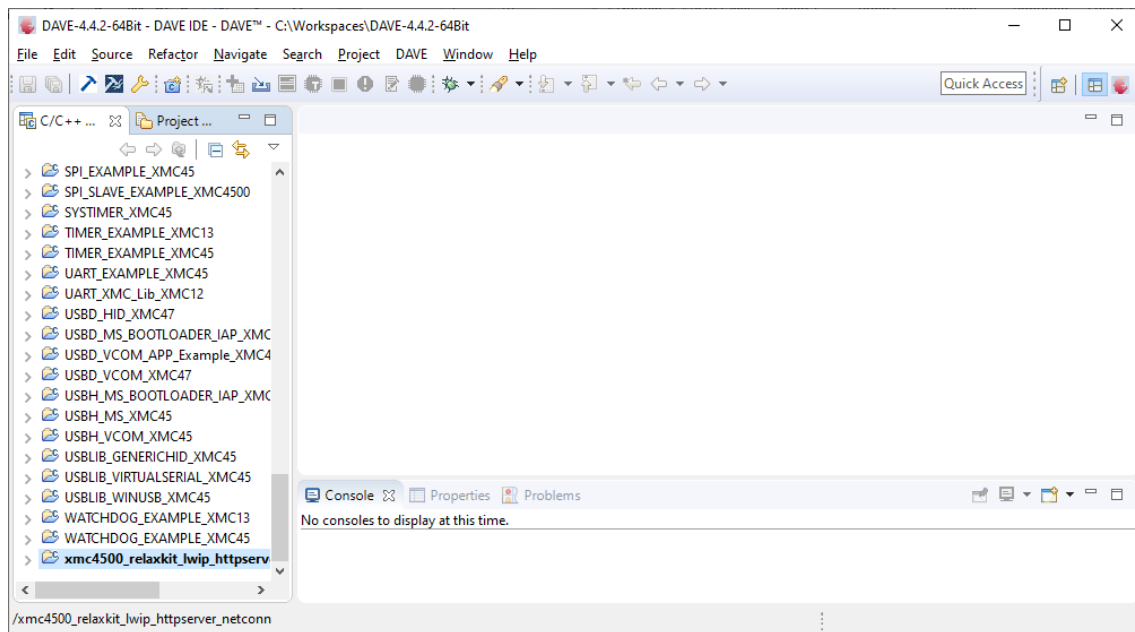 DAVE-4.4.2-64Bit - DAVE IDE - DAVE™ - C:\Workspaces\DAVE-4.4.2-64Bit
File Edit Source Refactor Navigate Search Project DAVE Window Help
Quick Access
C/C++ ... Project ...
SPI_EXAMPLE_XMC45
SPI_SLAVE_EXAMPLE_XMC4500
SYSTIMER_XMC45
TIMER_EXAMPLE_XMC13
TIMER_EXAMPLE_XMC45
UART_EXAMPLE_XMC45
UART_XMC_Lib_XMC12
USBD_HID_XMC47
USBD_MS_BOOTLOADER_IAP_XMC
USBD_VCOM_APP_Example_XMC4
USBD_VCOM_XMC47
USBH_MS_BOOTLOADER_IAP_XMC
USBH_MS_XMC45
USBH_VCOM_XMC45
USBLIB_GENERICHID_XMC45
USBLIB_VIRTUALSERIAL_XMC45
USBLIB_WINUSB_XMC45
WATCHDOG_EXAMPLE_XMC13
WATCHDOG_EXAMPLE_XMC45
xmc4500_relaxkit_lwip_httpserv
Console Properties Problems
No consoles to display at this time.
/xmc4500_relaxkit_lwip_httpserver_netconn